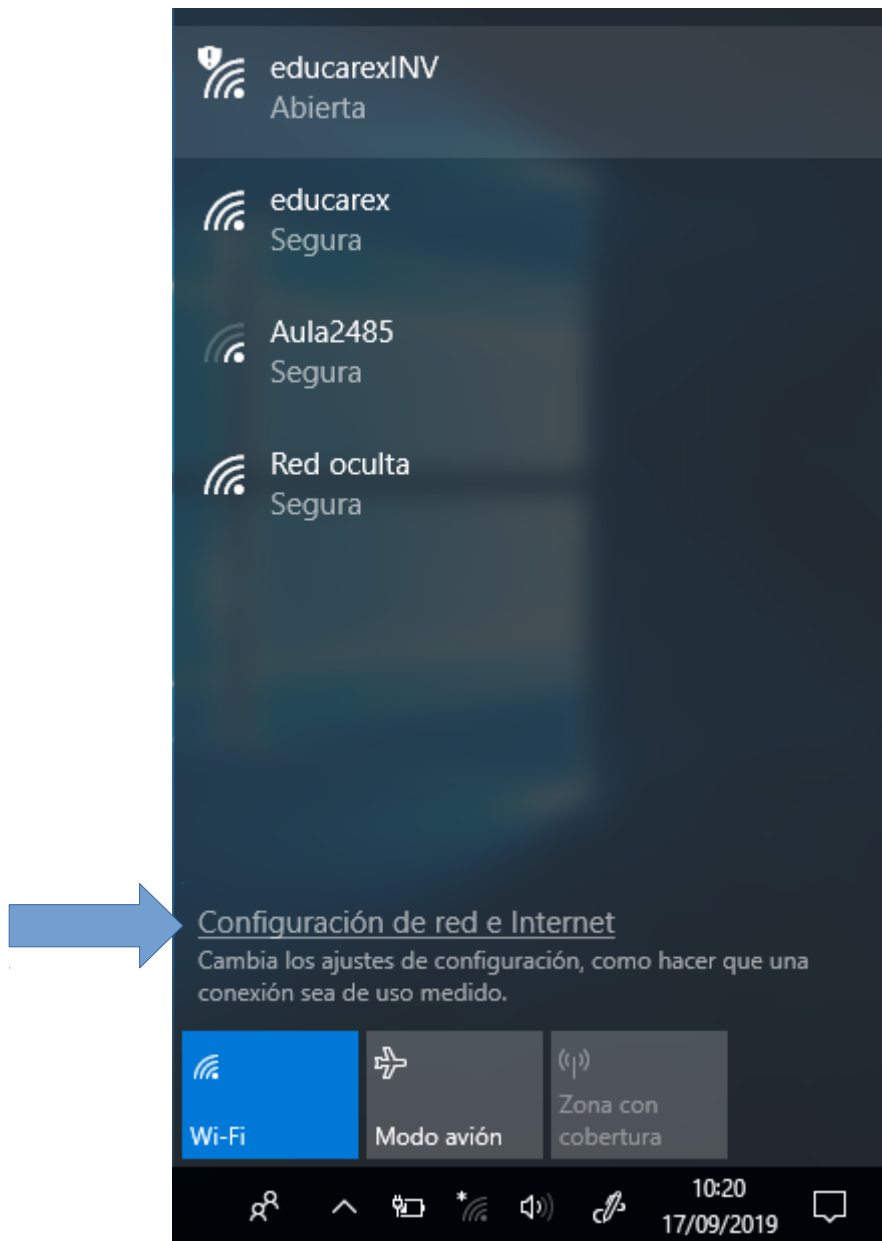 educarexINV
Abierta
educarex
Segura
Aula2485
Segura
Red oculta
Segura
Configuración de red e Internet
Cambia los ajustes de configuración, como hacer que una
conexión sea de uso medido.
Wi-Fi
Modo avión
Zona con
cobertura
10:20
17/09/2019